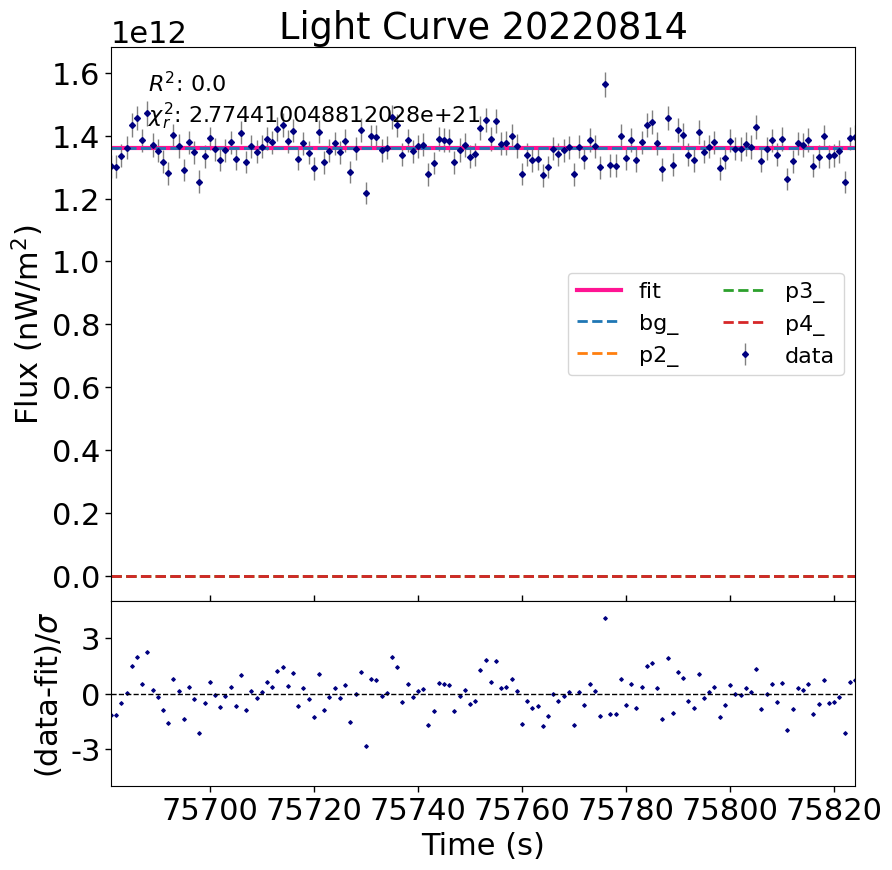 Light Curve 20220814
1e12
R²: 0.0
χ²ᵣ: 2.774410048812028e+21
1.6
1.4
1.2
1.0
0.8
0.6
0.4
0.2
0.0
Flux (nW/m²)
fit
bg_
p2_
p3_
p4_
data
3
0
-3
(data-fit)/σ
75700 75720 75740 75760 75780 75800 75820
Time (s)